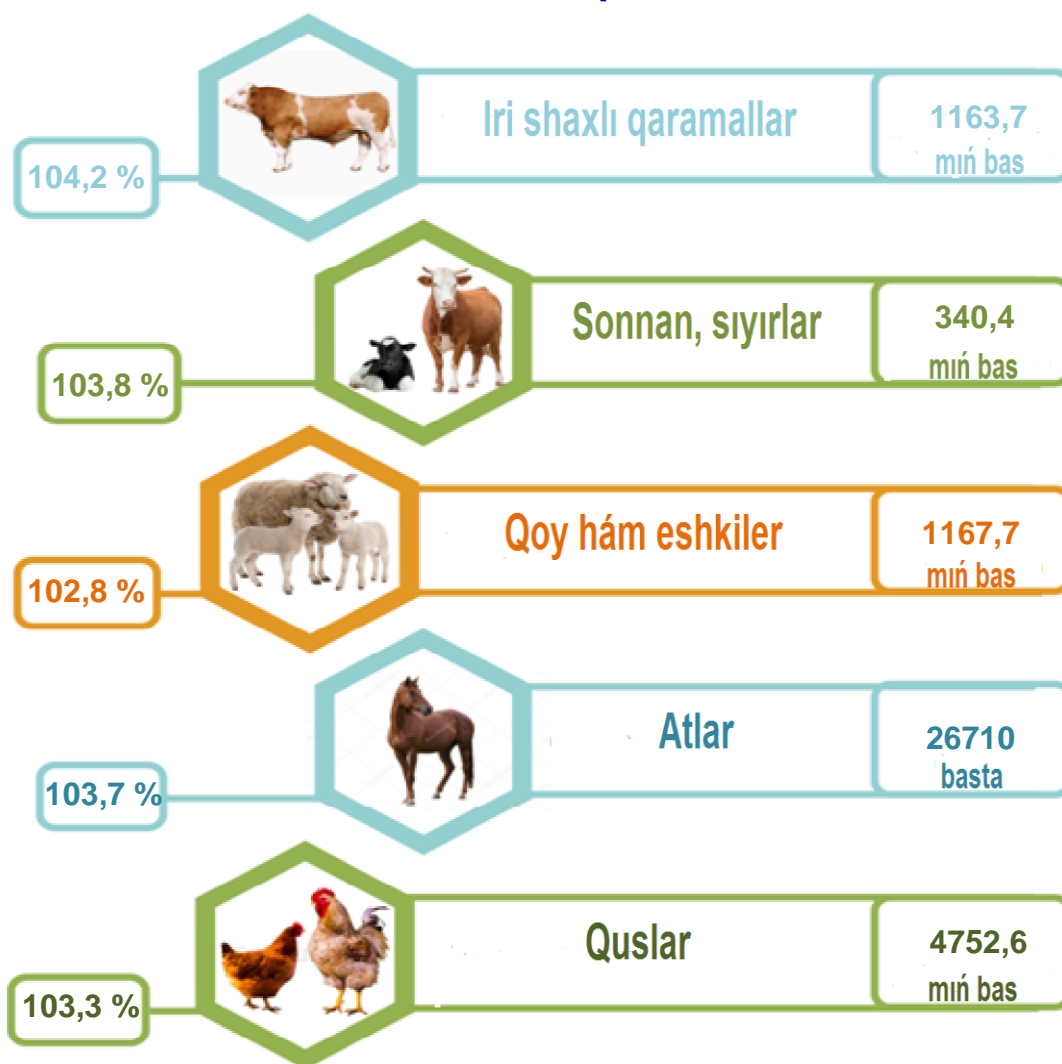 Iri shaxlı qaramallar
1163,7
mıń bas
104,2 %
Sonnan, sıyırlar
340,4
mıń bas
103,8 %
Qoy hám eshkiler
1167,7
mıń bas
102,8 %
Atlar
26710
basta
103,7 %
Quslar
4752,6
mıń bas
103,3 %